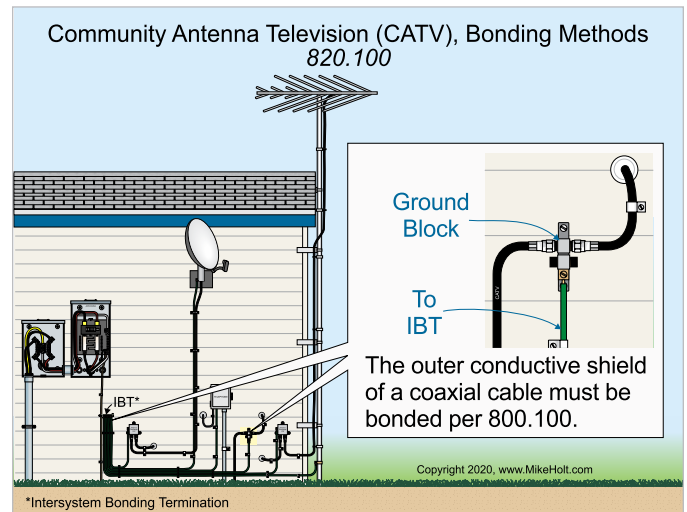 Community Antenna Television (CATV), Bonding Methods
820.100
Ground
Block
CATV
To
IBT
IBT*
The outer conductive shield
of a coaxial cable must be
bonded per 800.100.
Copyright 2020, www.MikeHolt.com
*Intersystem Bonding Termination